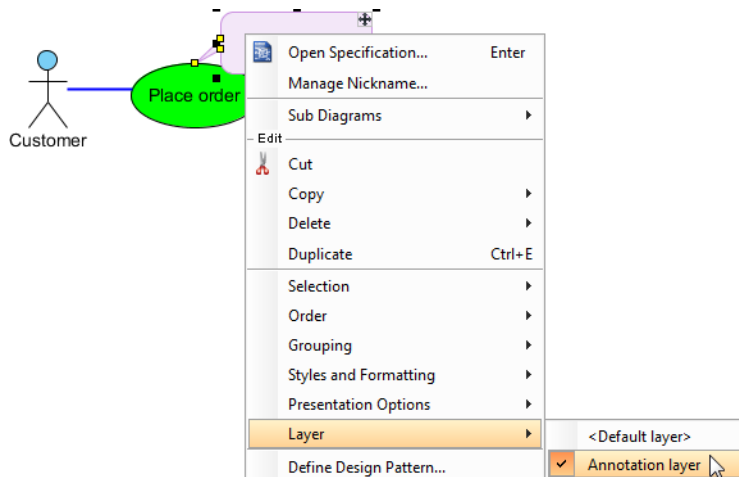 Place order
Customer
Open Specification... Enter
Manage Nickname...
Sub Diagrams
Edit
Cut
Copy
Delete
Duplicate Ctrl+E
Selection
Order
Grouping
Styles and Formatting
Presentation Options
Layer
<Default layer>
Annotation layer
Define Design Pattern...